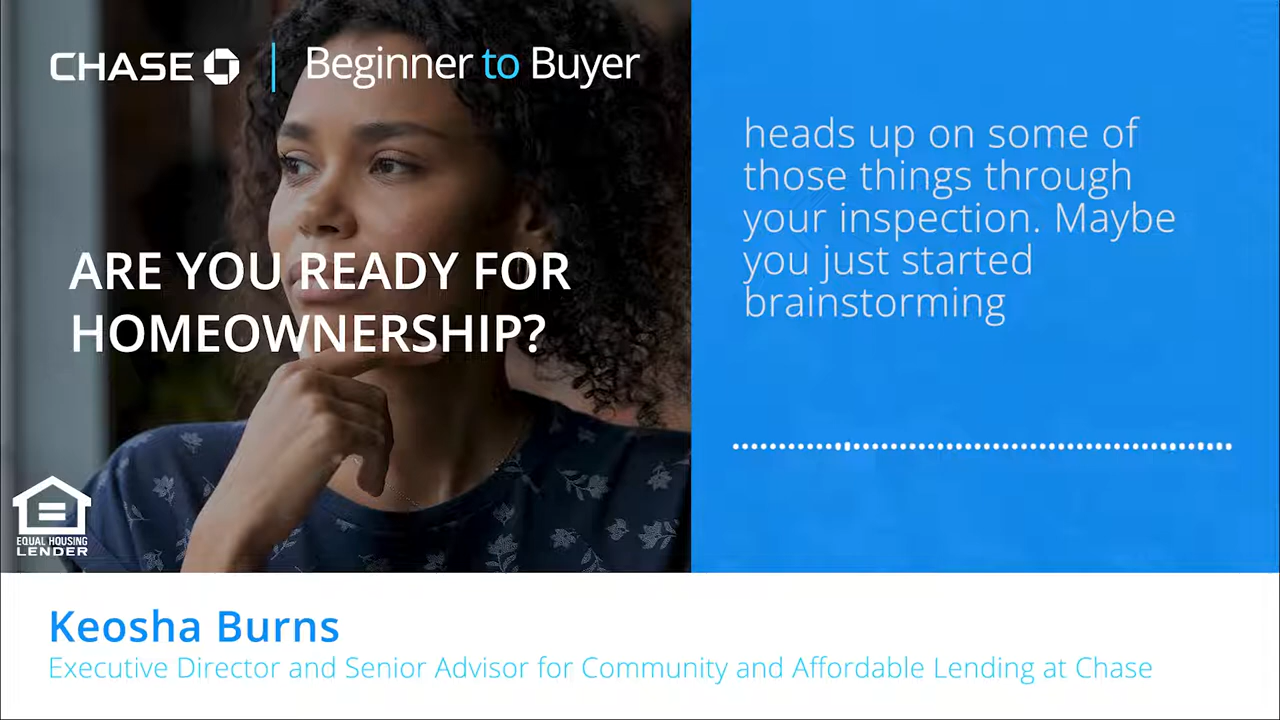 CHASE
Beginner to Buyer
ARE YOU READY FOR
HOMEOWNERSHIP?
EQUAL HOUSING
LENDER
heads up on some of
those things through
your inspection. Maybe
you just started
brainstorming
Keosha Burns
Executive Director and Senior Advisor for Community and Affordable Lending at Chase